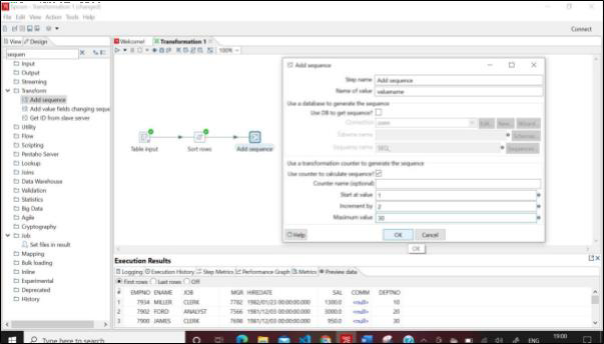 Spoon - Transformation 1 (changed)
File Edit View Action Tools Help
Connect
View Design
Welcome! Transformation 1
sequen
100%
Input
Output
Streaming
Transform
Add sequence
Add value fields changing sequence
Get ID from slave server
Utility
Flow
Scripting
Pentaho Server
Lookup
Joins
Data Warehouse
Validation
Statistics
Big Data
Agile
Cryptography
Job
Set files in result
Mapping
Bulk loading
Inline
Experimental
Deprecated
History
Table input
Sort rows
Add sequence
Add sequence
Step name Add sequence
Name of value valuename
Use a database to generate the sequence
Use DB to get sequence?
Connection Edit... New... Wizard...
Schema name Schemas...
Sequence name SEQ_ Sequences...
Use a transformation counter to generate the sequence
Use counter to calculate sequence?
Counter name (optional)
Start at value 1
Increment by 2
Maximum value 30
Help OK Cancel
OK
Execution Results
Logging Execution History Step Metrics Performance Graph Metrics Preview data
First rows Last rows Off
# EMPNO ENAME JOB MGR HIREDATE SAL COMM DEPTNO
1 7934 MILLER CLERK 7782 1982/01/23 00:00:00.000 1300.0 <null> 10
2 7902 FORD ANALYST 7566 1981/12/03 00:00:00.000 3000.0 <null> 20
3 7900 JAMES CLERK 7698 1981/12/03 00:00:00.000 950.0 <null> 30
Type here to search
ENG
19:00